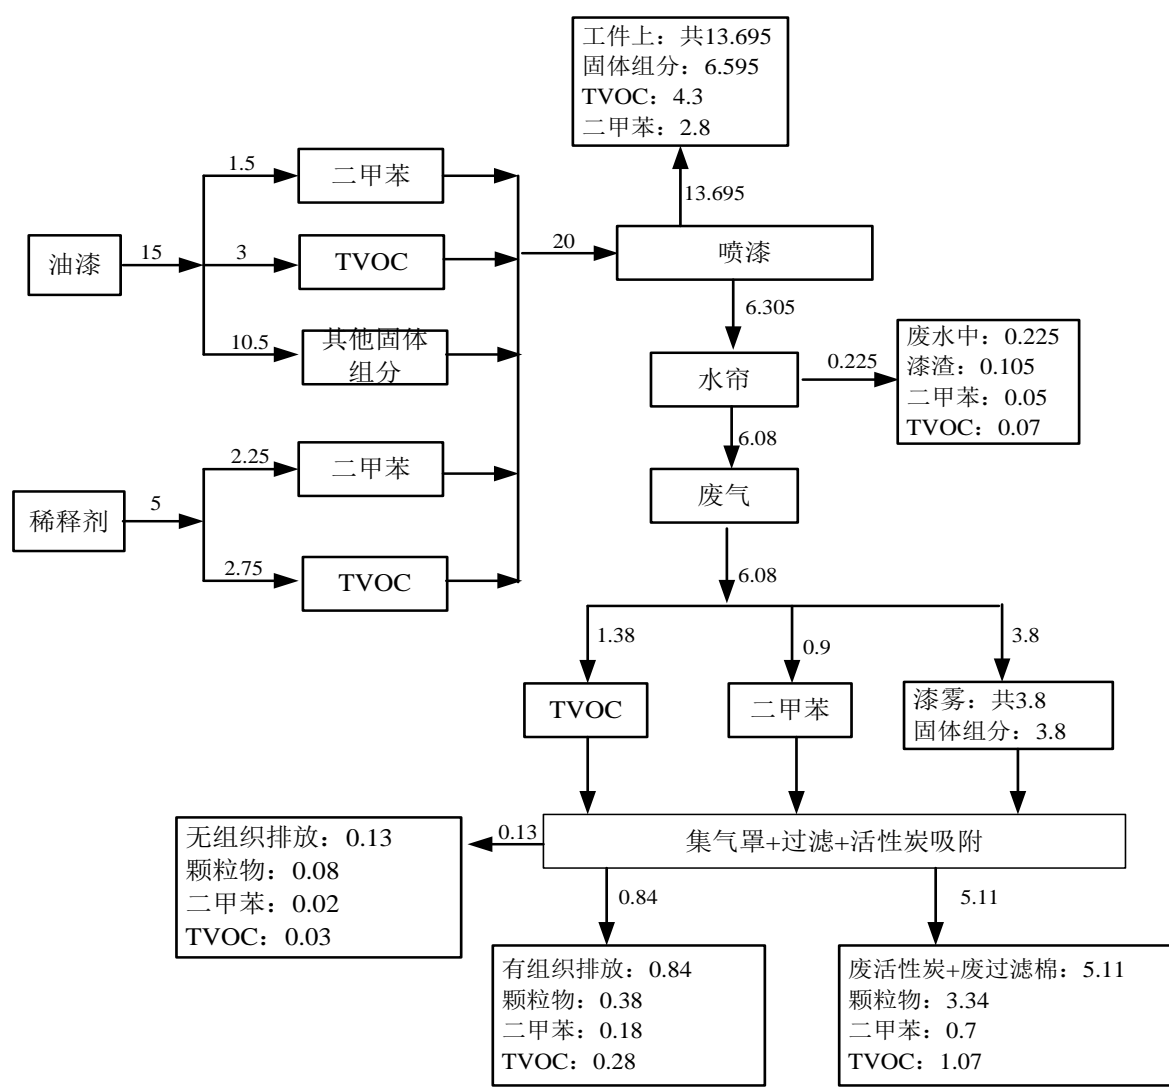 工件上：共13.695
固体组分：6.595
TVOC：4.3
二甲苯：2.8
13.695
1.5
二甲苯
油漆
15
3
TVOC
20
喷漆
10.5
其他固体
组分
6.305
水帘
0.225
废水中：0.225
漆渣：0.105
二甲苯：0.05
TVOC：0.07
6.08
2.25
二甲苯
废气
稀释剂
5
2.75
TVOC
6.08
1.38
0.9
3.8
TVOC
二甲苯
漆雾：共3.8
固体组分：3.8
集气罩+过滤+活性炭吸附
0.13
无组织排放：0.13
颗粒物：0.08
二甲苯：0.02
TVOC：0.03
0.84
5.11
有组织排放：0.84
颗粒物：0.38
二甲苯：0.18
TVOC：0.28
废活性炭+废过滤棉：5.11
颗粒物：3.34
二甲苯：0.7
TVOC：1.07